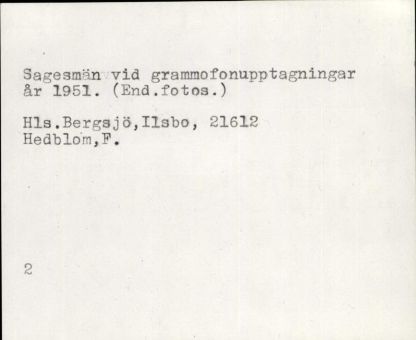 Sagesmän vid grammofonupptagningar
år 1951. (End.fotos.)
Hls.Bergsjö,Ilsbo, 21612
Hedblom,F.
2